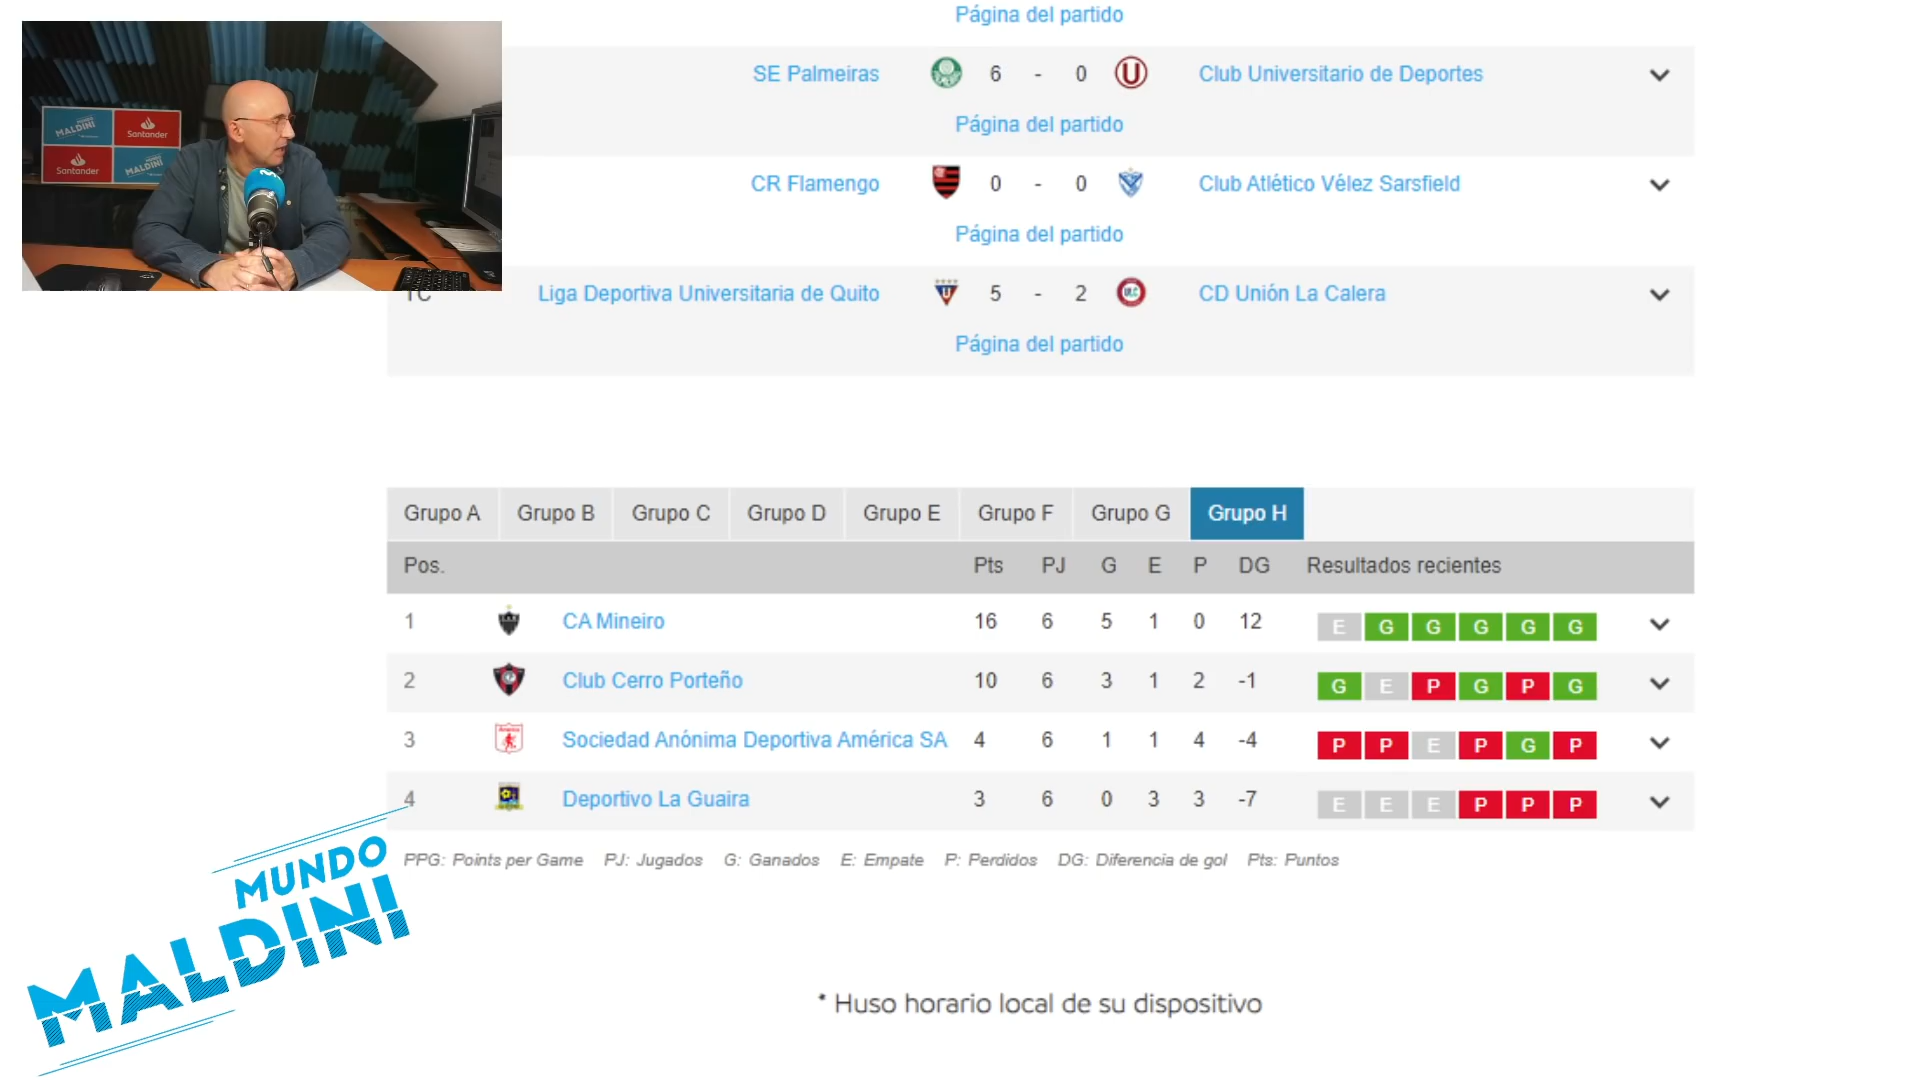 Página del partido
SE Palmeiras 6 - 0 Club Universitario de Deportes
Página del partido
CR Flamengo 0 - 0 Club Atlético Vélez Sarsfield
Página del partido
Liga Deportiva Universitaria de Quito 5 - 2 CD Unión La Calera
Página del partido
MALDINI Santander
Santander MALDINI
Grupo A Grupo B Grupo C Grupo D Grupo E Grupo F Grupo G Grupo H
Pos. Pts PJ G E P DG Resultados recientes
1 CA Mineiro 16 6 5 1 0 12 E G G G G G
2 Club Cerro Porteño 10 6 3 1 2 -1 G E P G P G
3 Sociedad Anónima Deportiva América SA 4 6 1 1 4 -4 P P E P G P
4 Deportivo La Guaira 3 6 0 3 3 -7 E E E P P P
PPG: Points per Game PJ: Jugados G: Ganados E: Empate P: Perdidos DG: Diferencia de gol Pts: Puntos
MUNDO
MALDINI
* Huso horario local de su dispositivo